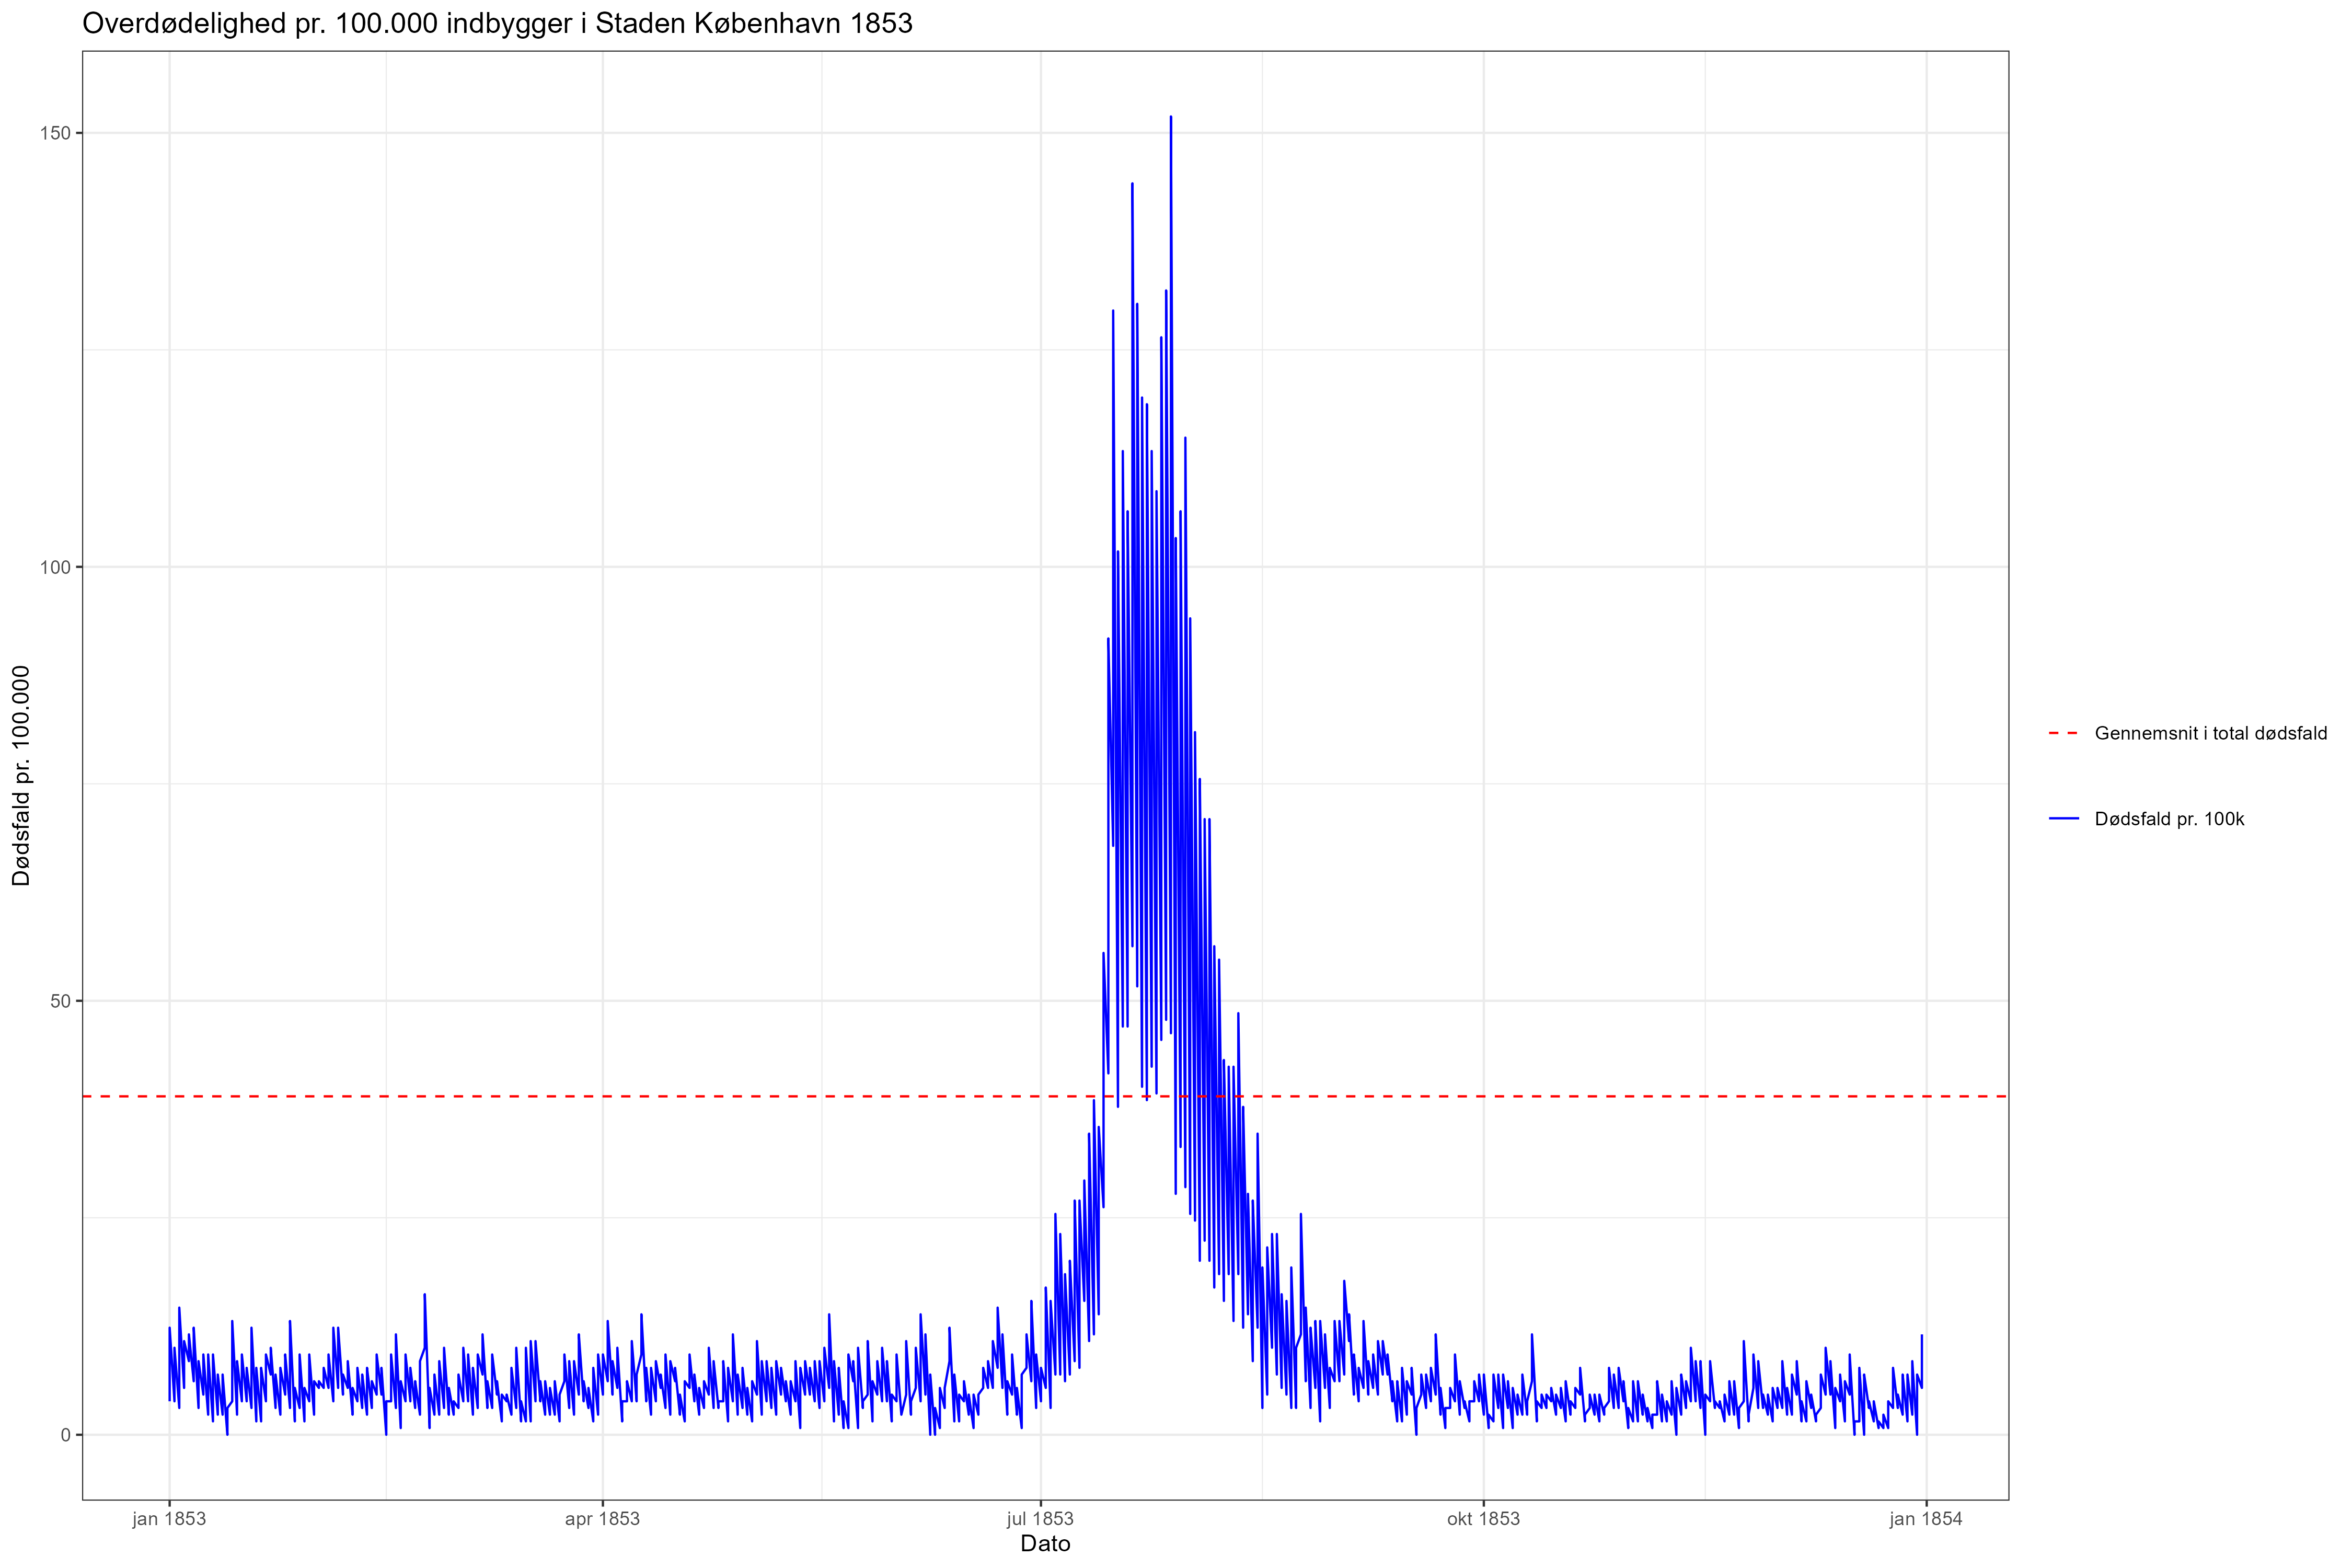 Overdødelighed pr. 100.000 indbygger i Staden København 1853
Dødsfald pr. 100.000
150
100
50
0
jan 1853
apr 1853
jul 1853
okt 1853
jan 1854
Dato
Gennemsnit i total dødsfald
Dødsfald pr. 100k